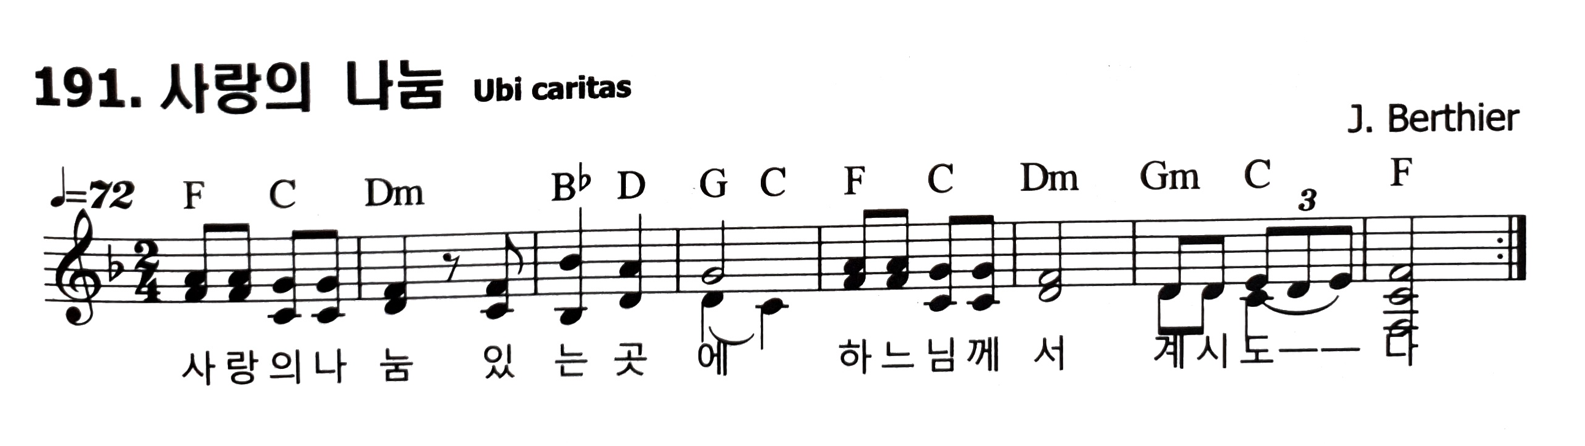 191. 사랑의 나눔 Ubi caritas
J. Berthier
♩=72 F C Dm B♭ D G C F C Dm Gm C F
3
2
4
사 랑 의 나 눔 있 는 곳 에 하 느 님 께 서 계 시 도 — — 다